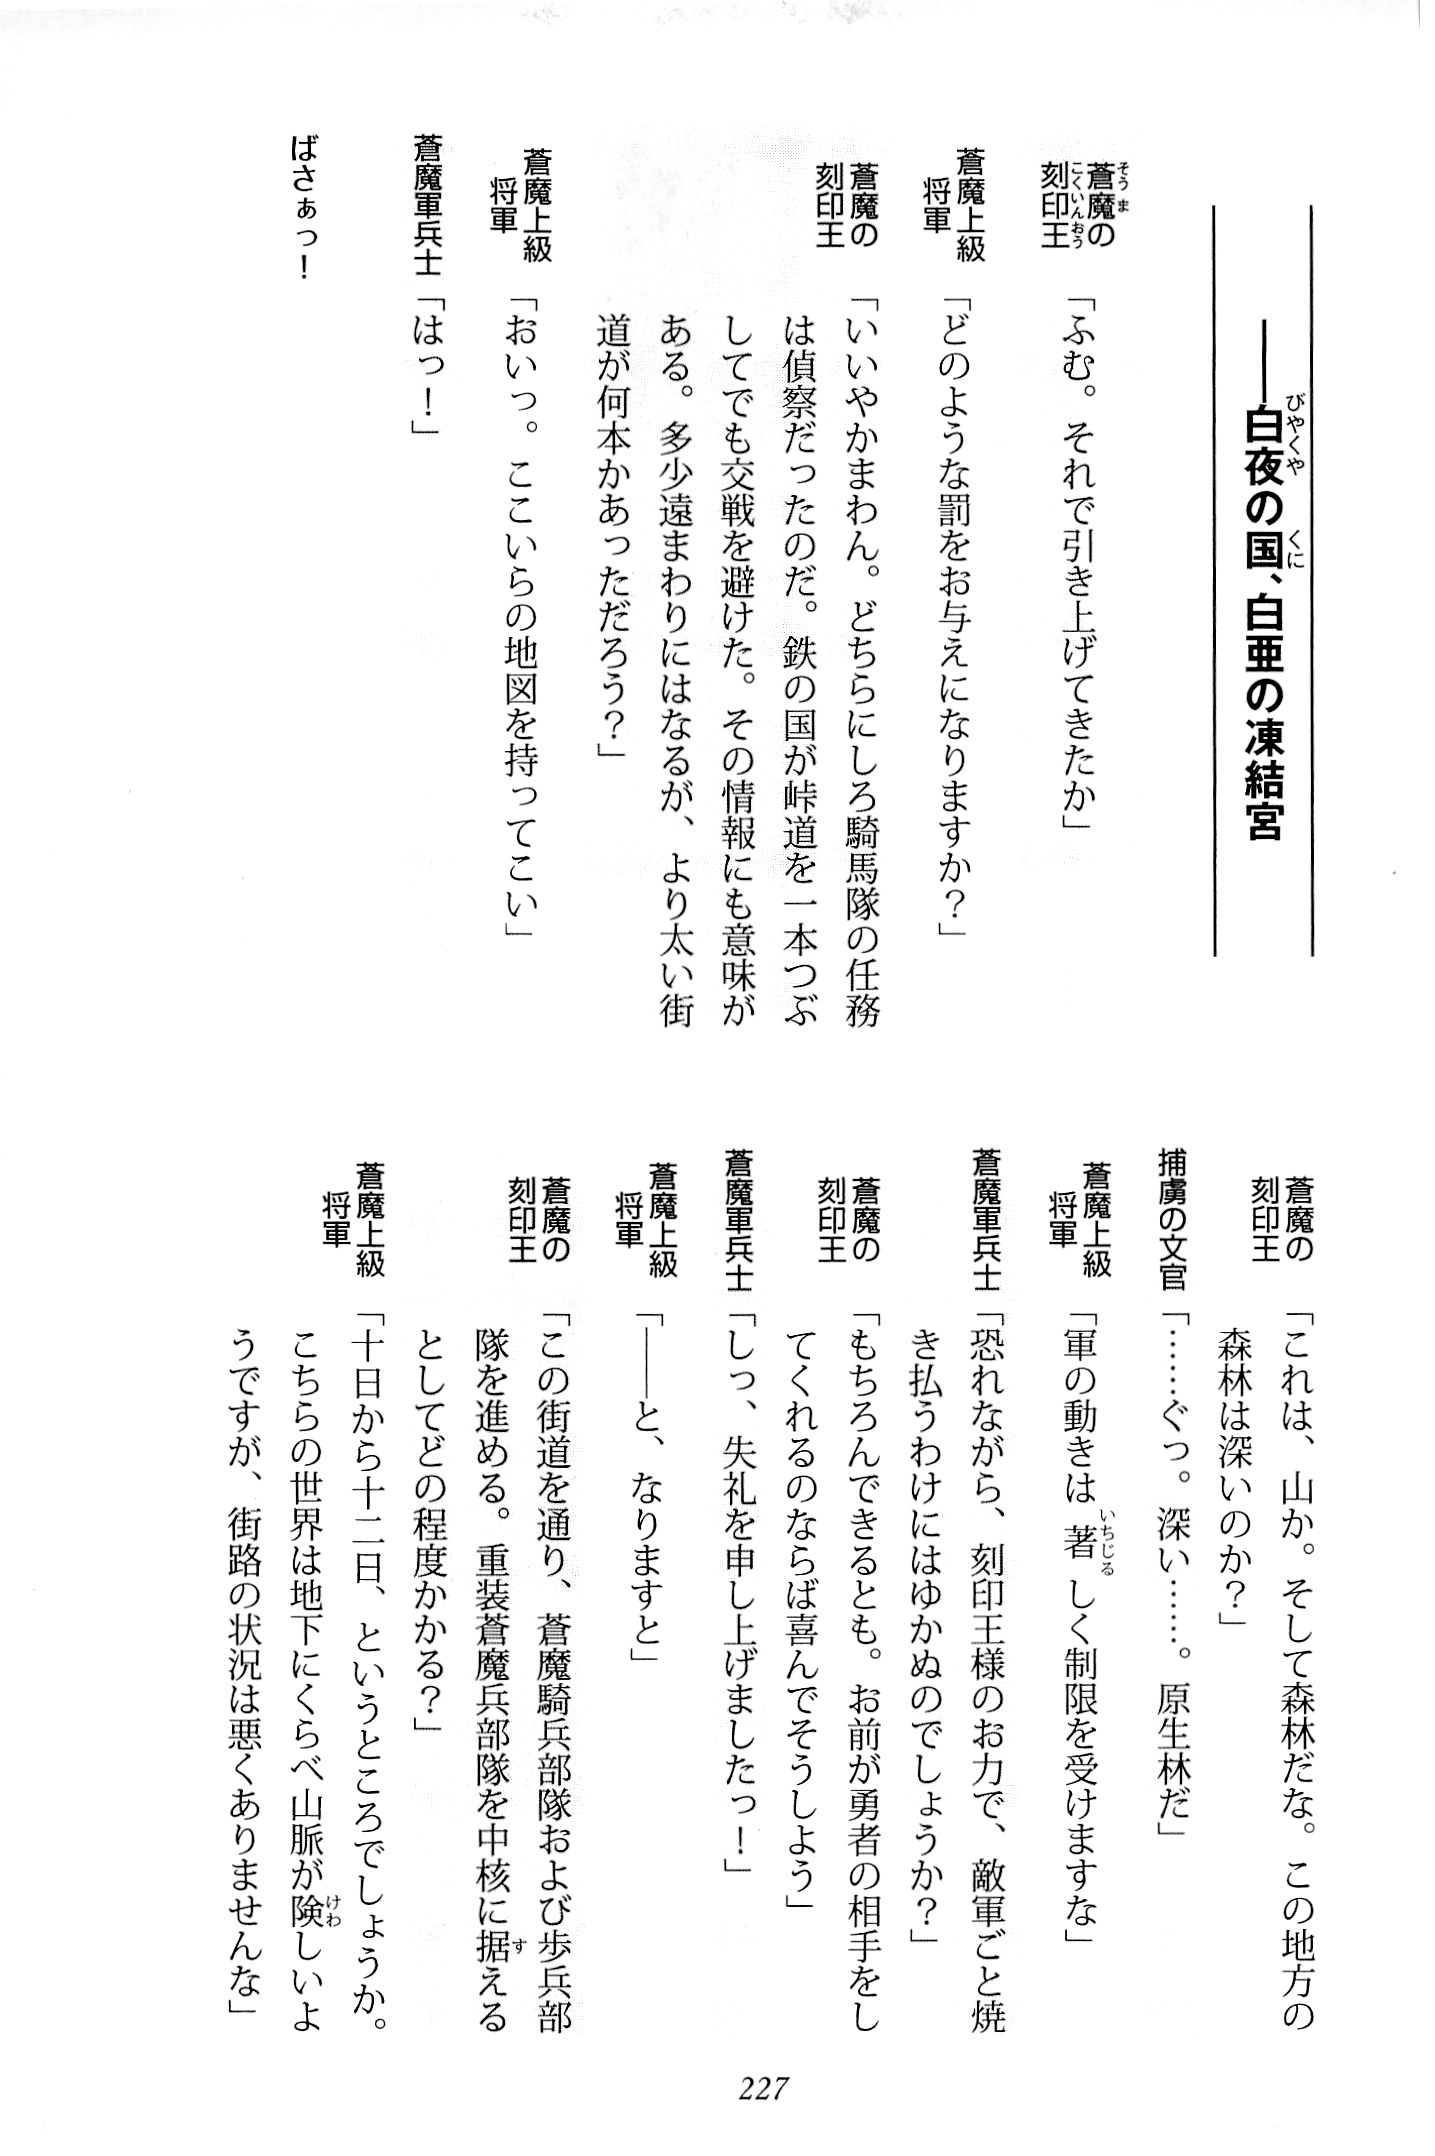 ――白夜の国、白亜の凍結宮
蒼魔の刻印王「ふむ。それで引き上げてきたか」
蒼魔上級将軍「どのような罰をお与えになりますか？」
蒼魔の刻印王「いいやかまわん。どちらにしろ騎馬隊の任務
は偵察だったのだ。鉄の国が峠道を一本つぶ
してでも交戦を避けた。その情報にも意味が
ある。多少遠まわりにはなるが、より太い街
道が何本かあっただろう？」
蒼魔上級将軍「おいっ。ここいらの地図を持ってこい」
蒼魔軍兵士「はっ！」
ばさぁっ！
蒼魔の刻印王「これは、山か。そして森林だな。この地方の
森林は深いのか？」
捕虜の文官「……ぐっ。深い……。原生林だ」
蒼魔上級将軍「軍の動きは著しく制限を受けますな」
蒼魔軍兵士「恐れながら、刻印王様のお力で、敵軍ごと焼
き払うわけにはゆかぬのでしょうか？」
蒼魔の刻印王「もちろんできるとも。お前が勇者の相手をし
てくれるのならば喜んでそうしよう」
蒼魔軍兵士「しっ、失礼を申し上げましたっ！」
蒼魔上級将軍「――と、なりますと」
蒼魔の刻印王「この街道を通り、蒼魔騎兵部隊および歩兵部
隊を進める。重装蒼魔兵部隊を中核に据える
としてどの程度かかる？」
蒼魔上級将軍「十日から十二日、というところでしょうか。
こちらの世界は地下にくらべ山脈が険しいよ
うですが、街路の状況は悪くありませんな」
227